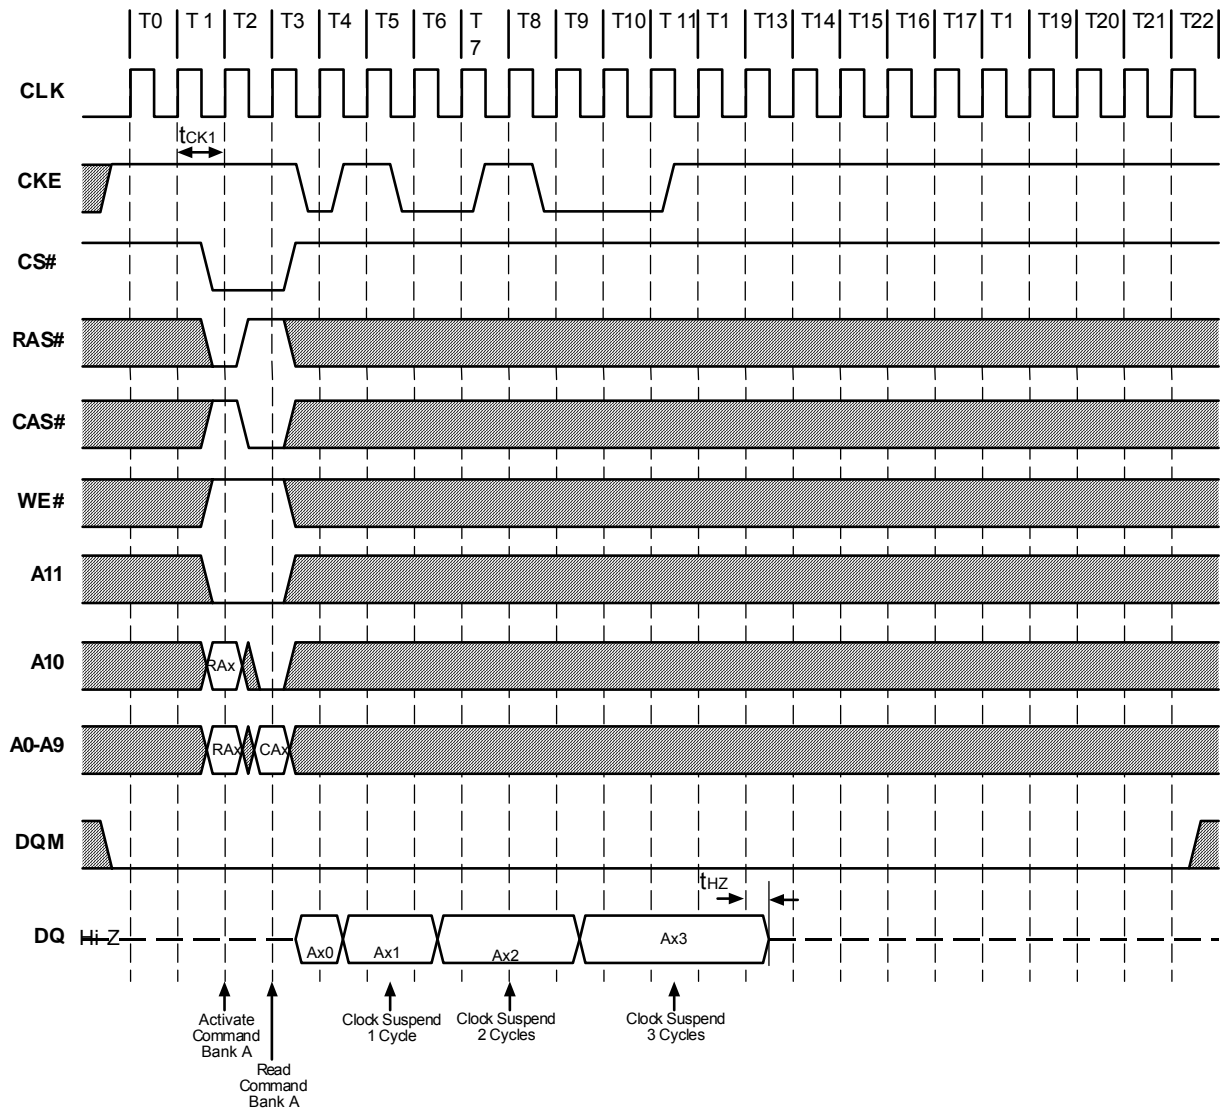 T0 T 1 T2 T3 T4 T5 T6 T 7 T8 T9 T10 T 11 T1 T13 T14 T15 T16 T17 T1 T19 T20 T21 T22
CLK
tCK1
CKE
CS#
RAS#
CAS#
WE#
A11
A10
RAx
A0-A9
RAx CAx
DQM
tHZ
DQ Hi-Z
Ax0 Ax1 Ax2 Ax3
Activate
Command
Bank A
Read
Command
Bank A
Clock Suspend
1 Cycle
Clock Suspend
2 Cycles
Clock Suspend
3 Cycles